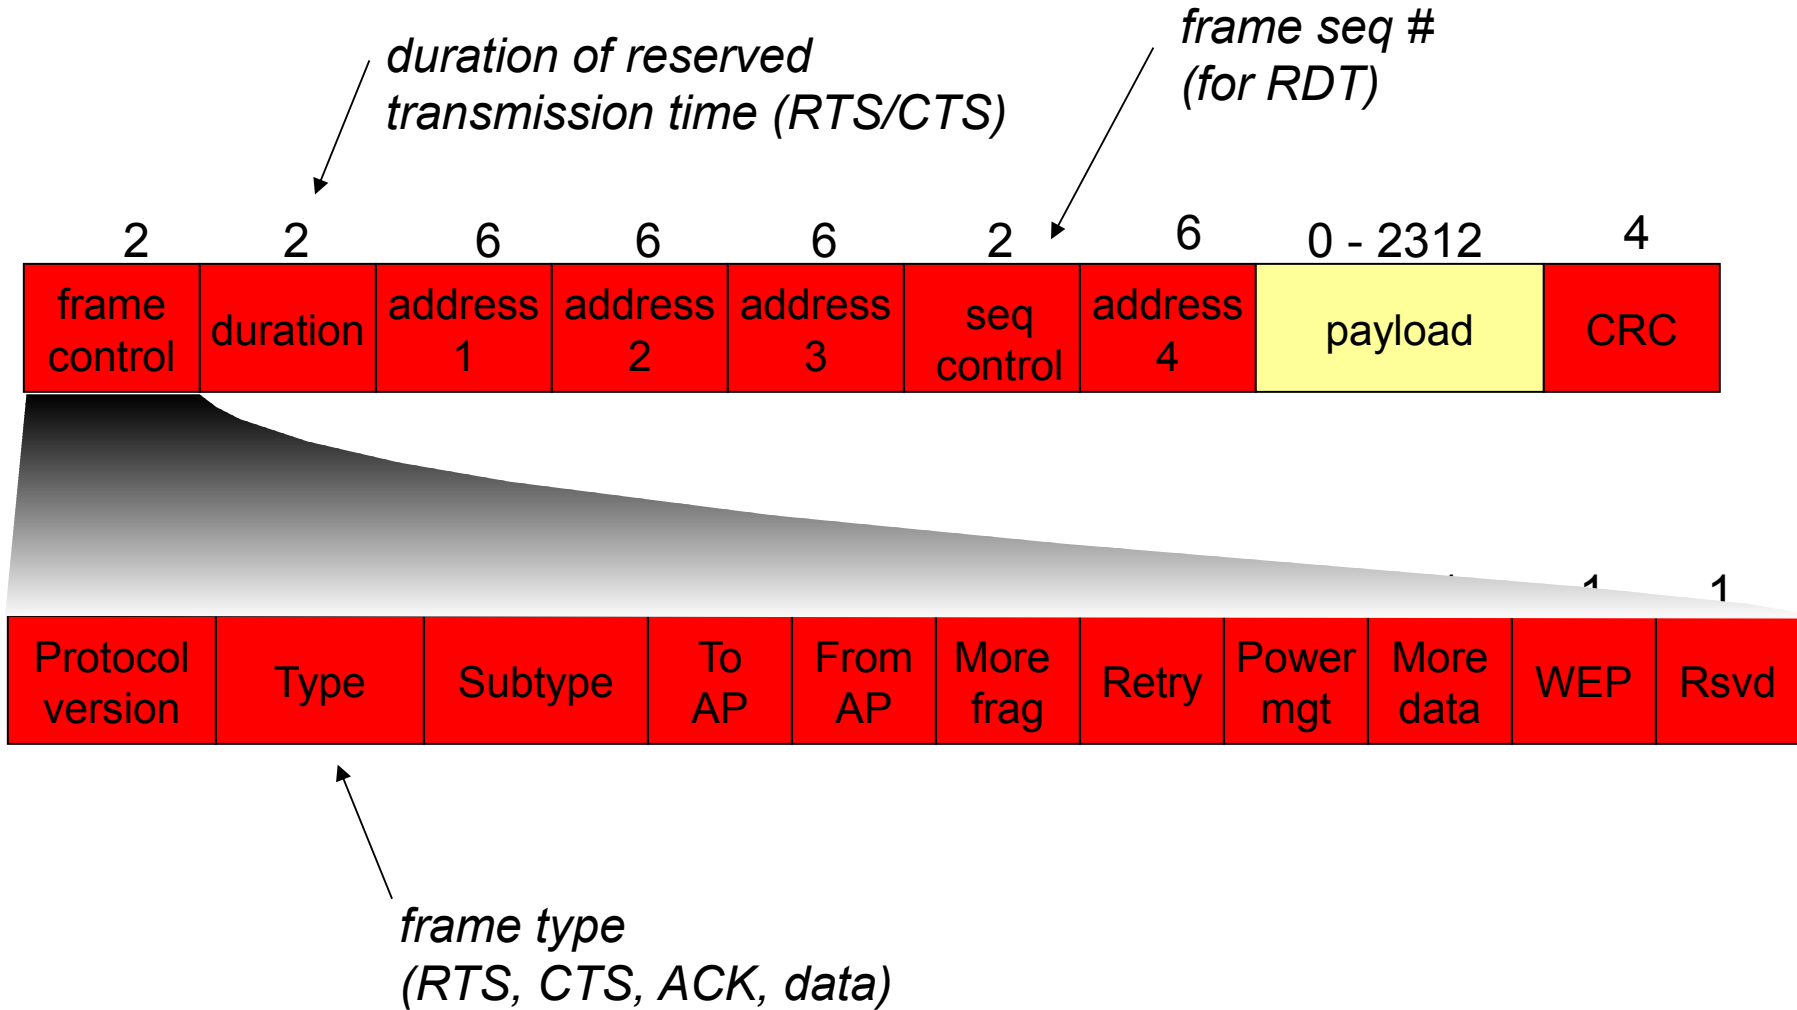 duration of reserved
transmission time (RTS/CTS)
frame seq #
(for RDT)
2 2 6 6 6 2 6 0 - 2312 4
frame
control
duration
address
1
address
2
address
3
seq
control
address
4
payload
CRC
1 1
Protocol
version
Type
Subtype
To
AP
From
AP
More
frag
Retry
Power
mgt
More
data
WEP
Rsvd
frame type
(RTS, CTS, ACK, data)